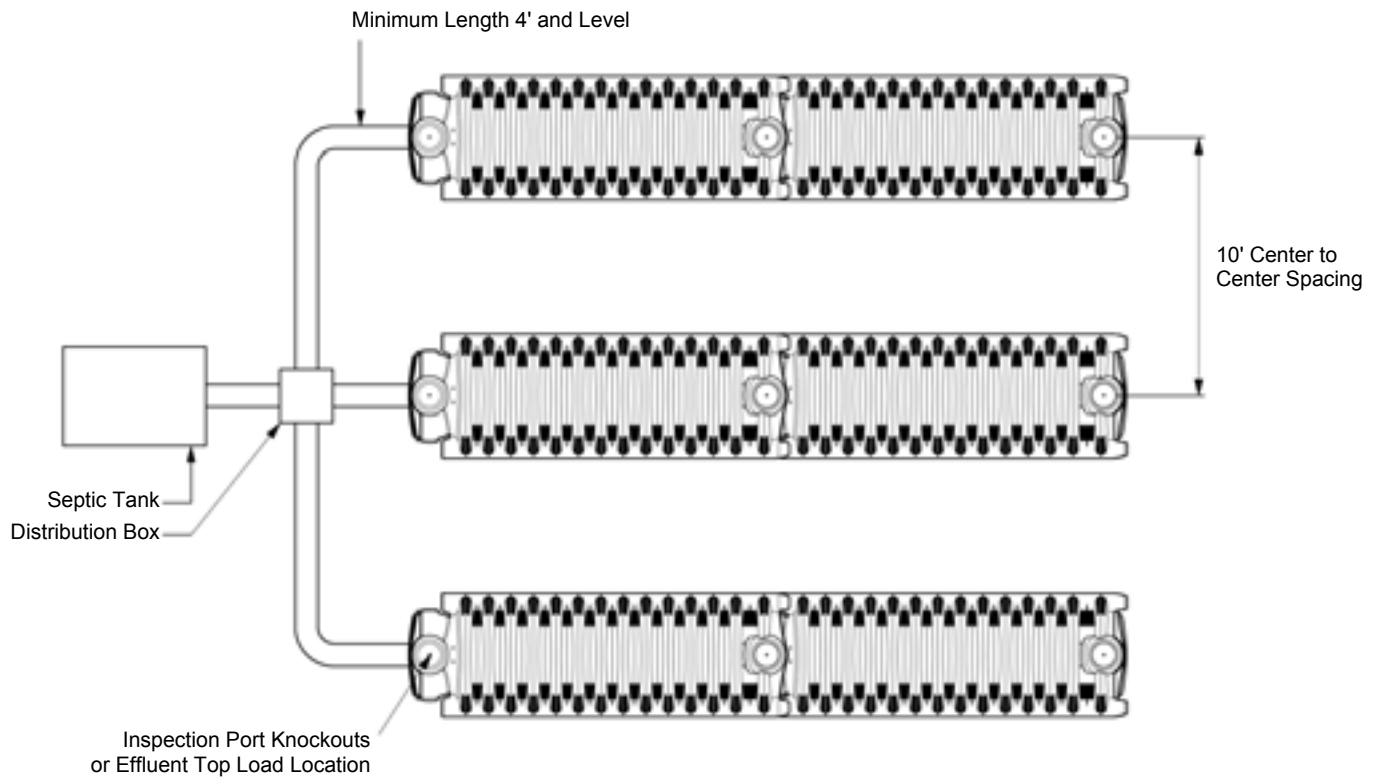 Minimum Length 4' and Level
10' Center to
Center Spacing
Septic Tank
Distribution Box
Inspection Port Knockouts
or Effluent Top Load Location